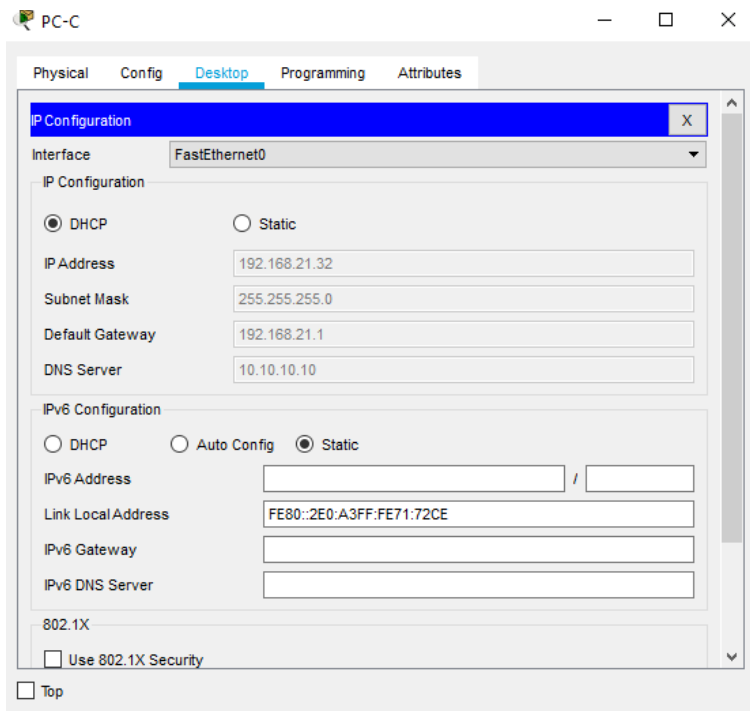 PC-C
Physical Config Desktop Programming Attributes
IP Configuration X
Interface FastEthernet0
IP Configuration
DHCP Static
IP Address 192.168.21.32
Subnet Mask 255.255.255.0
Default Gateway 192.168.21.1
DNS Server 10.10.10.10
IPv6 Configuration
DHCP Auto Config Static
IPv6 Address /
Link Local Address FE80::2E0:A3FF:FE71:72CE
IPv6 Gateway
IPv6 DNS Server
802.1X
Use 802.1X Security
Top